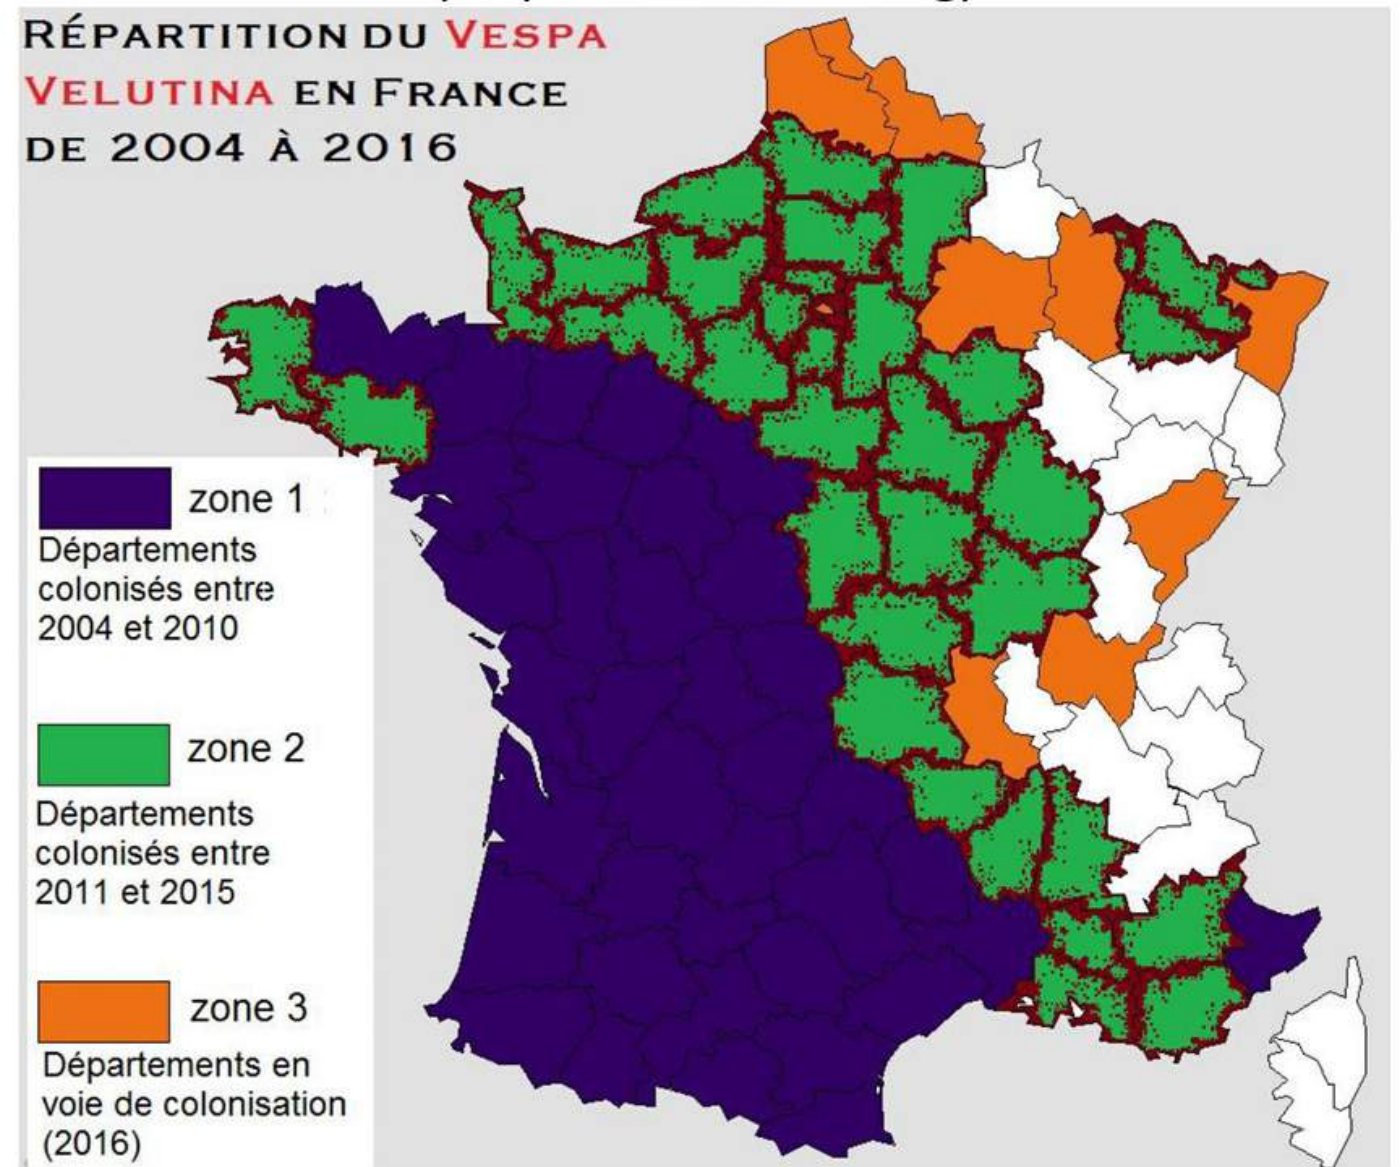 RÉPARTITION DU VESPA
VELUTINA EN FRANCE
DE 2004 À 2016
zone 1
Départements
colonisés entre
2004 et 2010
zone 2
Départements
colonisés entre
2011 et 2015
zone 3
Départements en
voie de colonisation
(2016)